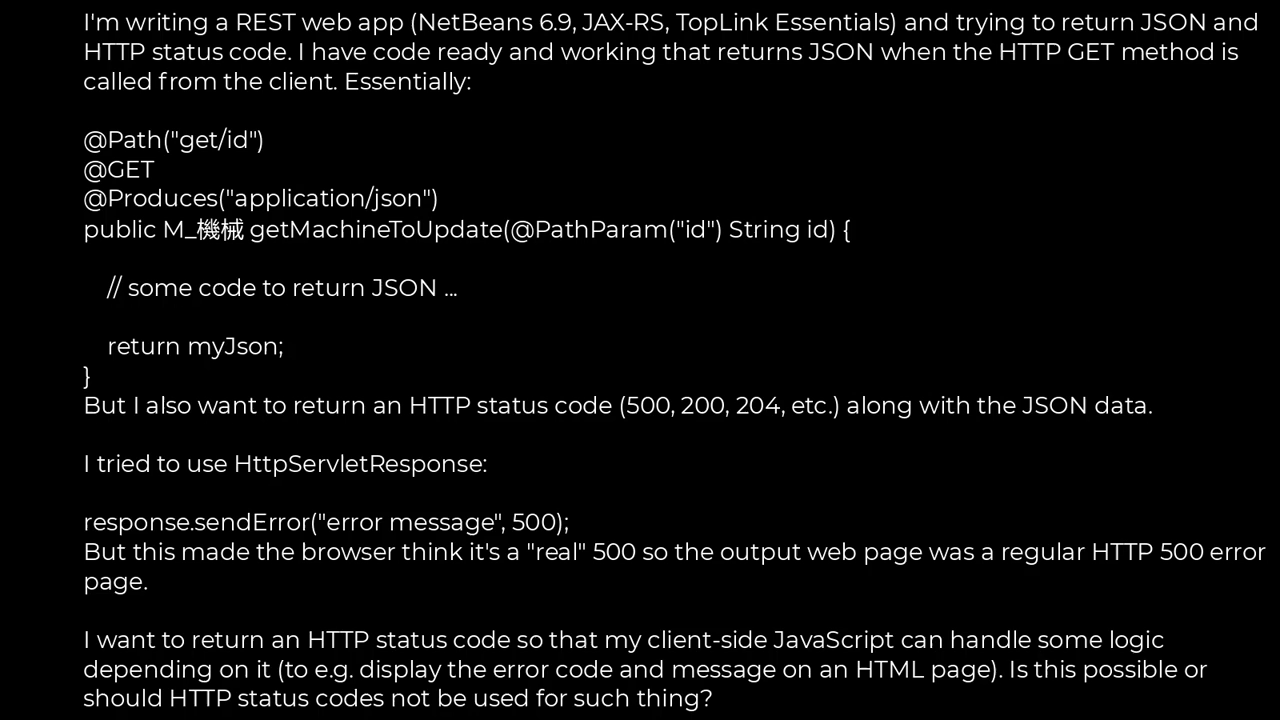 I'm writing a REST web app (NetBeans 6.9, JAX-RS, TopLink Essentials) and trying to return JSON and
HTTP status code. I have code ready and working that returns JSON when the HTTP GET method is
called from the client. Essentially:
@Path("get/id")
@GET
@Produces("application/json")
public M_機械 getMachineToUpdate(@PathParam("id") String id) {
// some code to return JSON ...
return myJson;
}
But I also want to return an HTTP status code (500, 200, 204, etc.) along with the JSON data.
I tried to use HttpServletResponse:
response.sendError("error message", 500);
But this made the browser think it's a "real" 500 so the output web page was a regular HTTP 500 error
page.
I want to return an HTTP status code so that my client-side JavaScript can handle some logic
depending on it (to e.g. display the error code and message on an HTML page). Is this possible or
should HTTP status codes not be used for such thing?